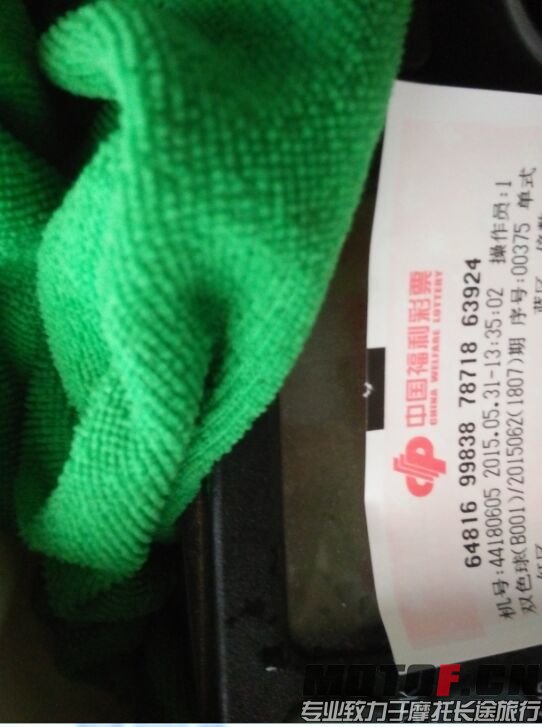 中国福利彩票
CHINA WELFARE LOTTERY
64816 99838 78718 63924
机号:44180605 2015.05.31-13:35:02 操作员:1
双色球(B001)/2015062(1807)期 序号:00375 单式
MOTOF.CN
专业致力于摩托长途旅行